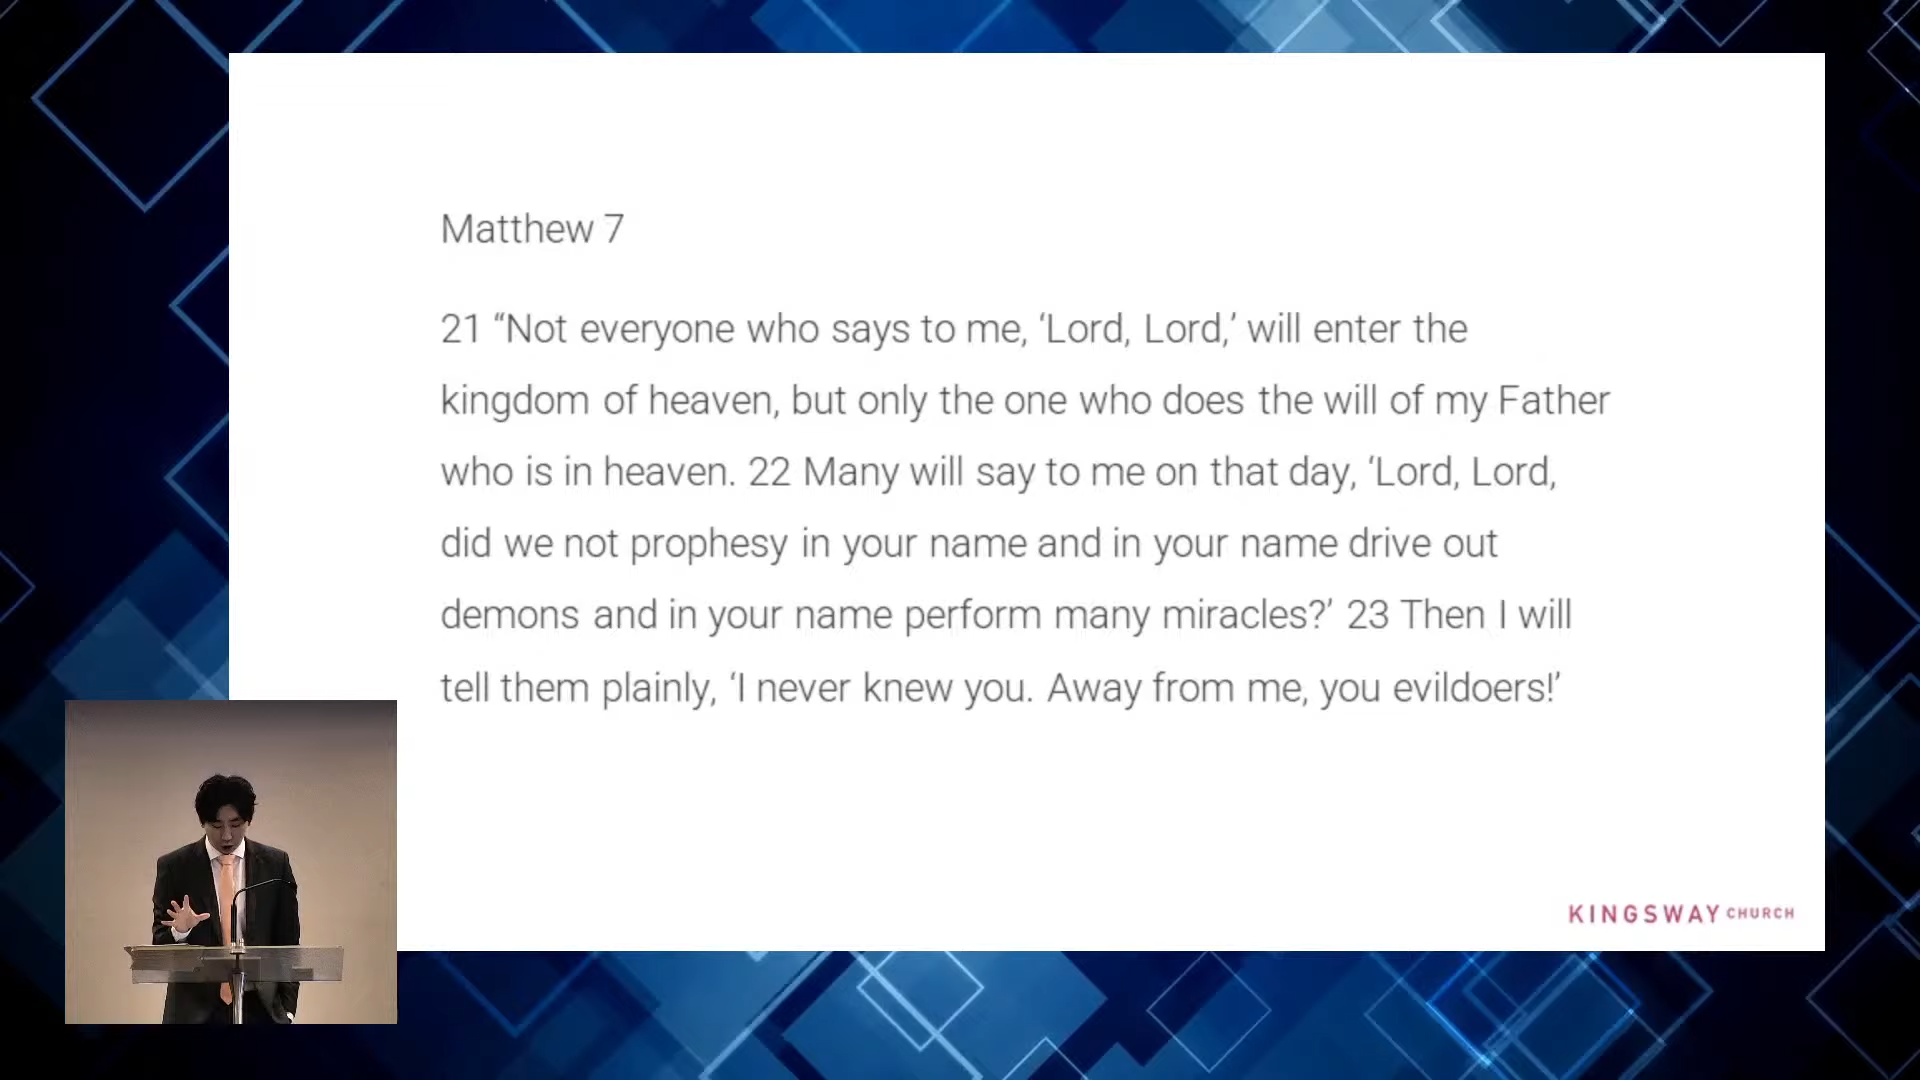 Matthew 7
21 “Not everyone who says to me, ‘Lord, Lord,’ will enter the
kingdom of heaven, but only the one who does the will of my Father
who is in heaven. 22 Many will say to me on that day, ‘Lord, Lord,
did we not prophesy in your name and in your name drive out
demons and in your name perform many miracles?’ 23 Then I will
tell them plainly, ‘I never knew you. Away from me, you evildoers!’
KINGSWAY CHURCH